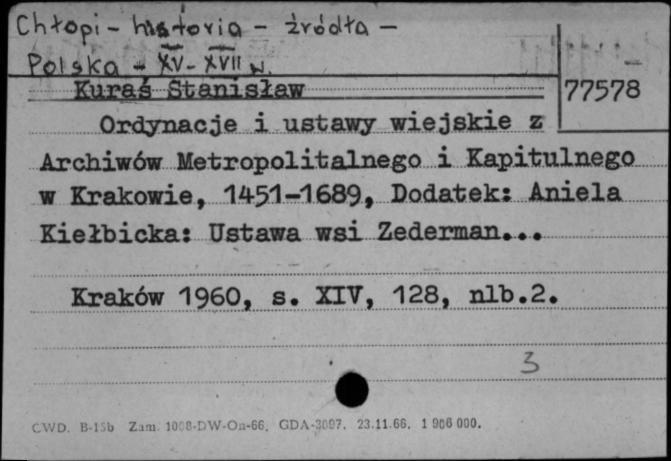 Chłopi - historia - źródła -
Polska - XV - XVII w.
Kuraś Stanisław
77578
Ordynacje i ustawy wiejskie z
Archiwów Metropolitalnego i Kapitulnego
w Krakowie, 1451-1689, Dodatek: Aniela
Kiełbicka: Ustawa wsi Zederman...
Kraków 1960, s. XIV, 128, nlb.2.
3
CWD. B-15b Zam. 1008-DW-On-66. GDA-3097. 23.11.66. 1 906 000.